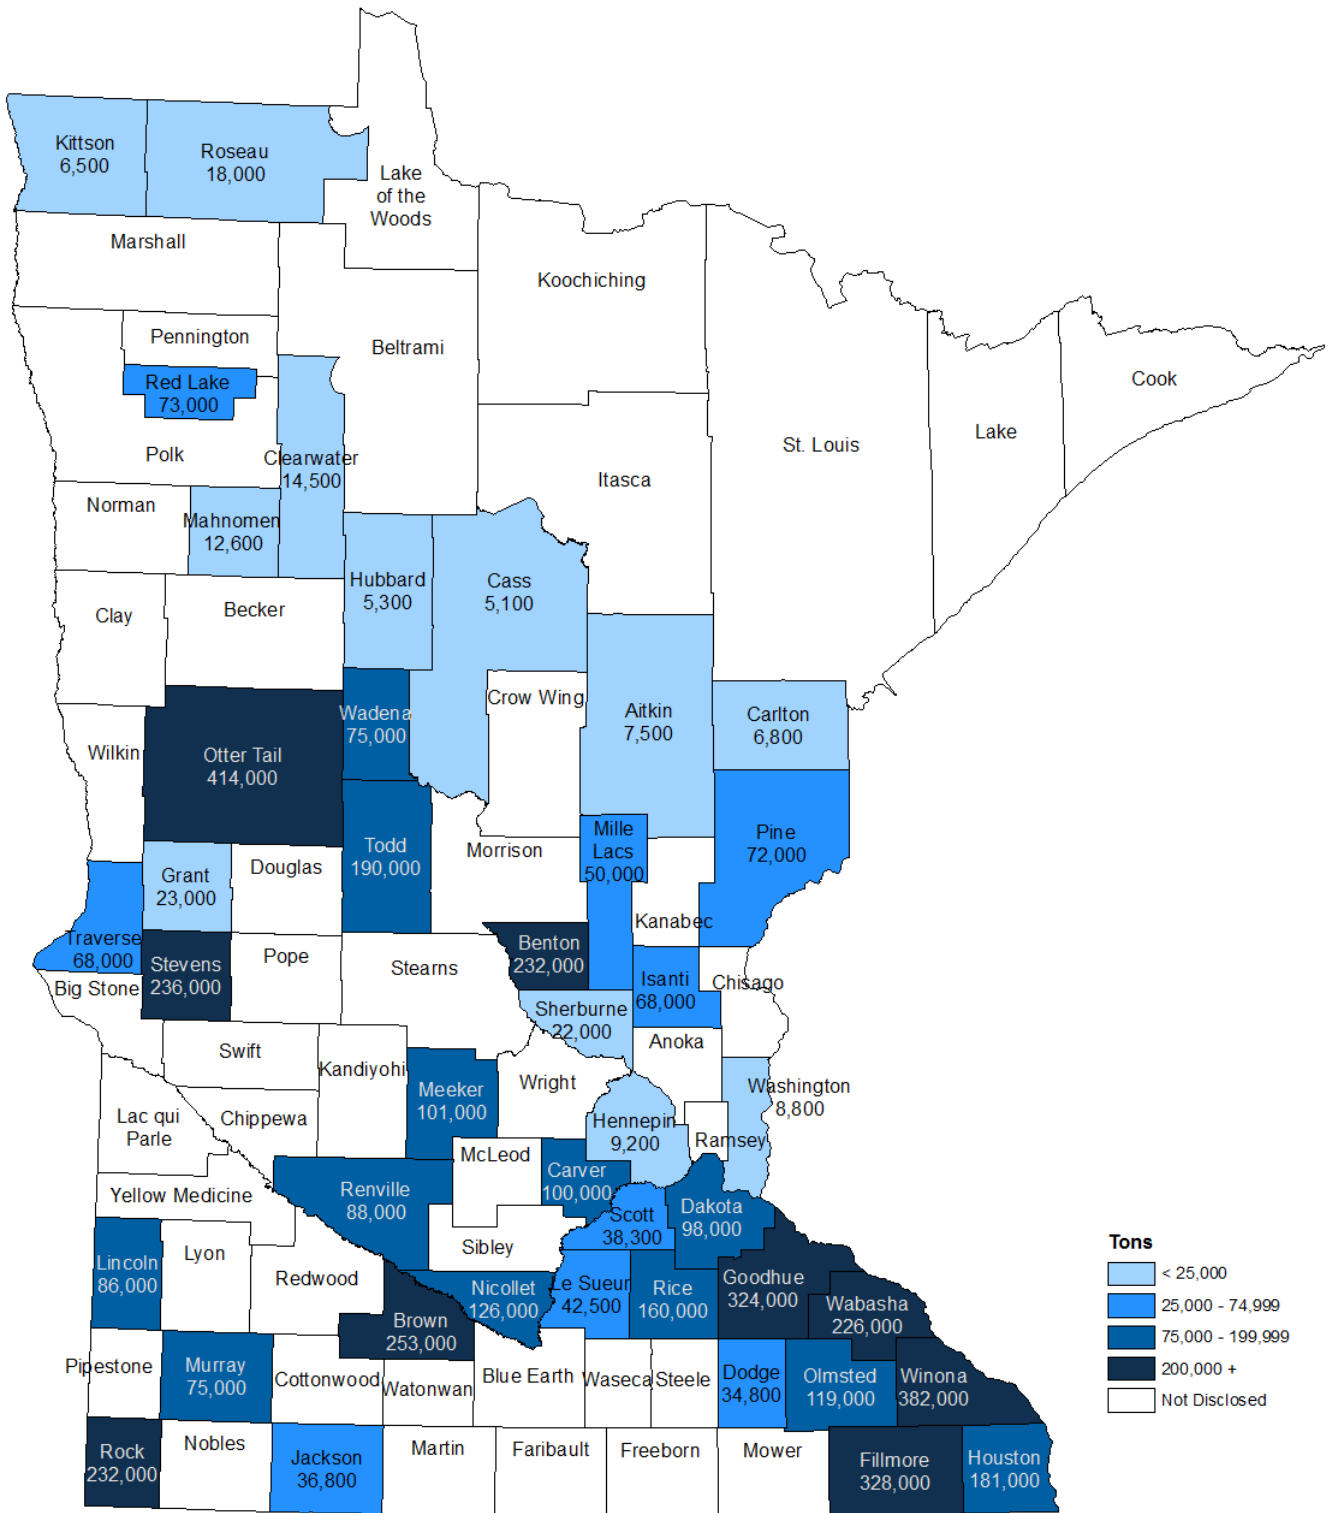 Kittson
6,500
Roseau
18,000
Lake
of the
Woods
Marshall
Koochiching
Pennington
Beltrami
Red Lake
73,000
Cook
Lake
St. Louis
Polk
Clearwater
14,500
Itasca
Norman
Mahnomen
12,600
Hubbard
5,300
Cass
5,100
Clay
Becker
Crow Wing
Aitkin
7,500
Carlton
6,800
Wadena
75,000
Wilkin
Otter Tail
414,000
Mille
Lacs
50,000
Pine
72,000
Todd
190,000
Morrison
Grant
23,000
Douglas
Kanabec
Traverse
68,000
Stevens
236,000
Pope
Stearns
Benton
232,000
Isanti
68,000
Chisago
Big Stone
Sherburne
22,000
Swift
Anoka
Kandiyohi
Meeker
101,000
Wright
Washington
8,800
Lac qui
Parle
Chippewa
Hennepin
9,200
Ramsey
McLeod
Carver
100,000
Yellow Medicine
Renville
88,000
Scott
38,300
Dakota
98,000
Sibley
Lincoln
86,000
Lyon
Redwood
Nicollet
126,000
Le Sueur
42,500
Rice
160,000
Goodhue
324,000
Wabasha
226,000
Brown
253,000
Pipestone
Murray
75,000
Cottonwood
Watonwan
Blue Earth
Waseca
Steele
Dodge
34,800
Olmsted
119,000
Winona
382,000
Rock
232,000
Nobles
Jackson
36,800
Martin
Faribault
Freeborn
Mower
Fillmore
328,000
Houston
181,000
Tons
< 25,000
25,000 - 74,999
75,000 - 199,999
200,000 +
Not Disclosed